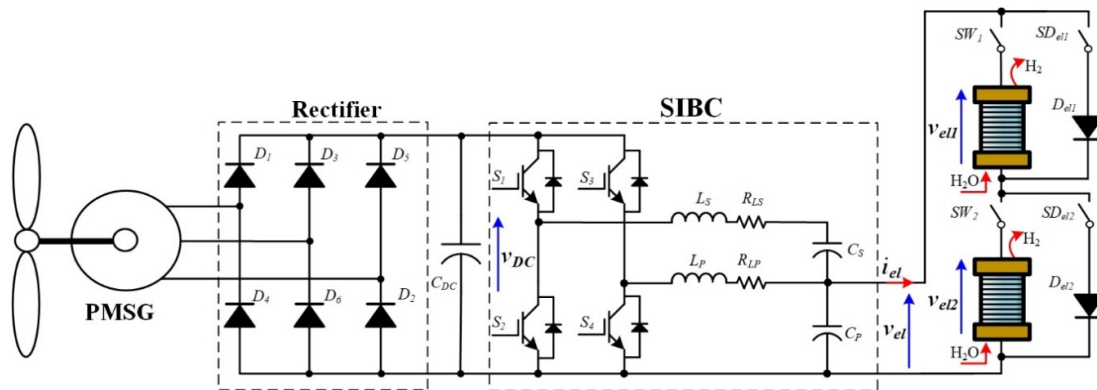 Rectifier
SIBC
PMSG
D1
D3
D5
D4
D6
D2
CDC
vDC
S1
S3
S2
S4
LS
RLS
LP
RLP
CS
CP
iel
vel
SW1
SDel1
H2
vel1
Del1
H2O
SW2
SDel2
H2
vel2
Del2
H2O